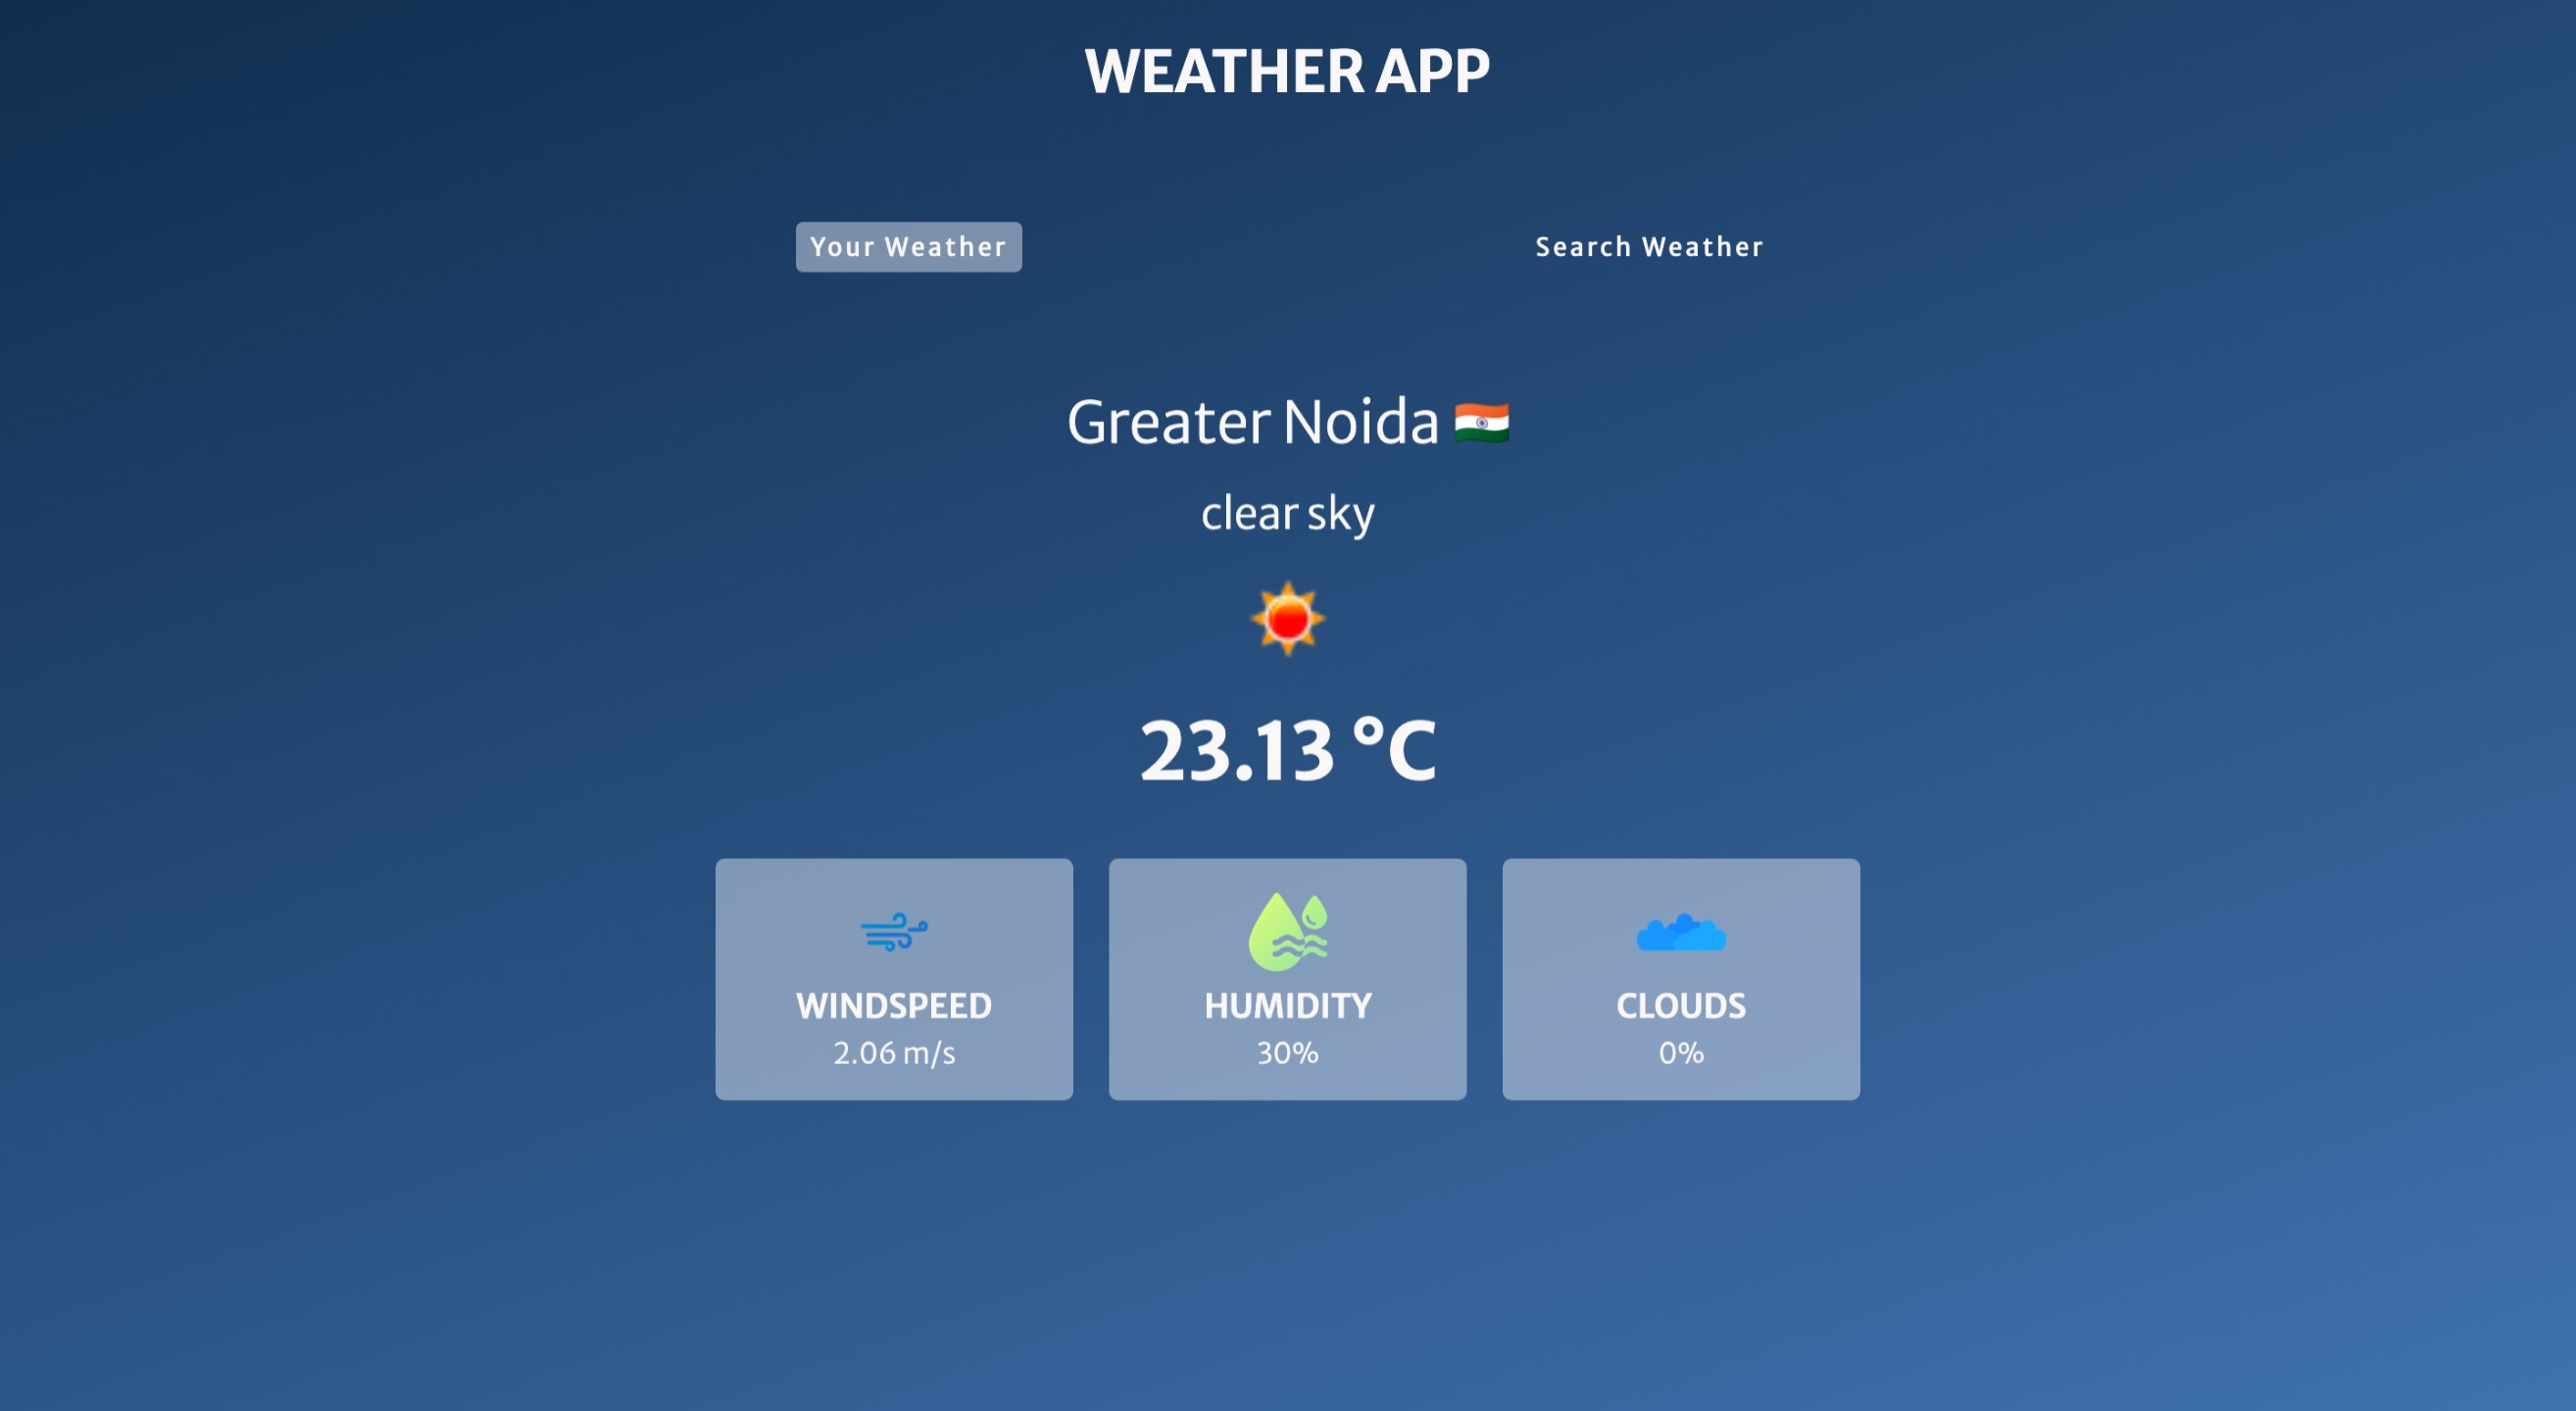 WEATHER APP
Your Weather
Search Weather
Greater Noida
clear sky
23.13 °C
WINDSPEED
2.06 m/s
HUMIDITY
30%
CLOUDS
0%